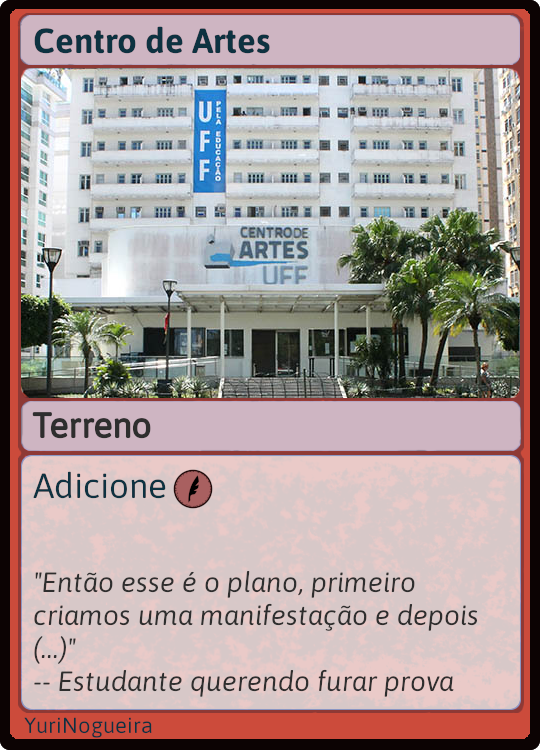 Centro de Artes
UFF
PELA EDUCAÇÃO
CENTRO DE
ARTES
UFF
Terreno
Adicione
"Então esse é o plano, primeiro
criamos uma manifestação e depois
(...)"
-- Estudante querendo furar prova
YuriNogueira